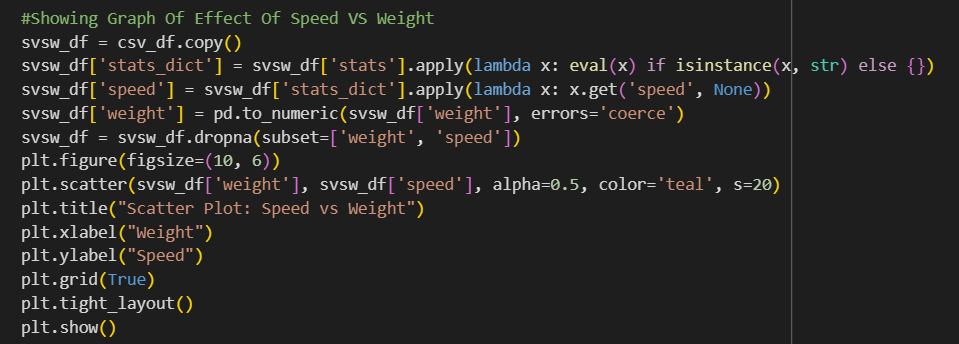 #Showing Graph Of Effect Of Speed VS Weight
svsw_df = csv_df.copy()
svsw_df['stats_dict'] = svsw_df['stats'].apply(lambda x: eval(x) if isinstance(x, str) else {})
svsw_df['speed'] = svsw_df['stats_dict'].apply(lambda x: x.get('speed', None))
svsw_df['weight'] = pd.to_numeric(svsw_df['weight'], errors='coerce')
svsw_df = svsw_df.dropna(subset=['weight', 'speed'])
plt.figure(figsize=(10, 6))
plt.scatter(svsw_df['weight'], svsw_df['speed'], alpha=0.5, color='teal', s=20)
plt.title("Scatter Plot: Speed vs Weight")
plt.xlabel("Weight")
plt.ylabel("Speed")
plt.grid(True)
plt.tight_layout()
plt.show()